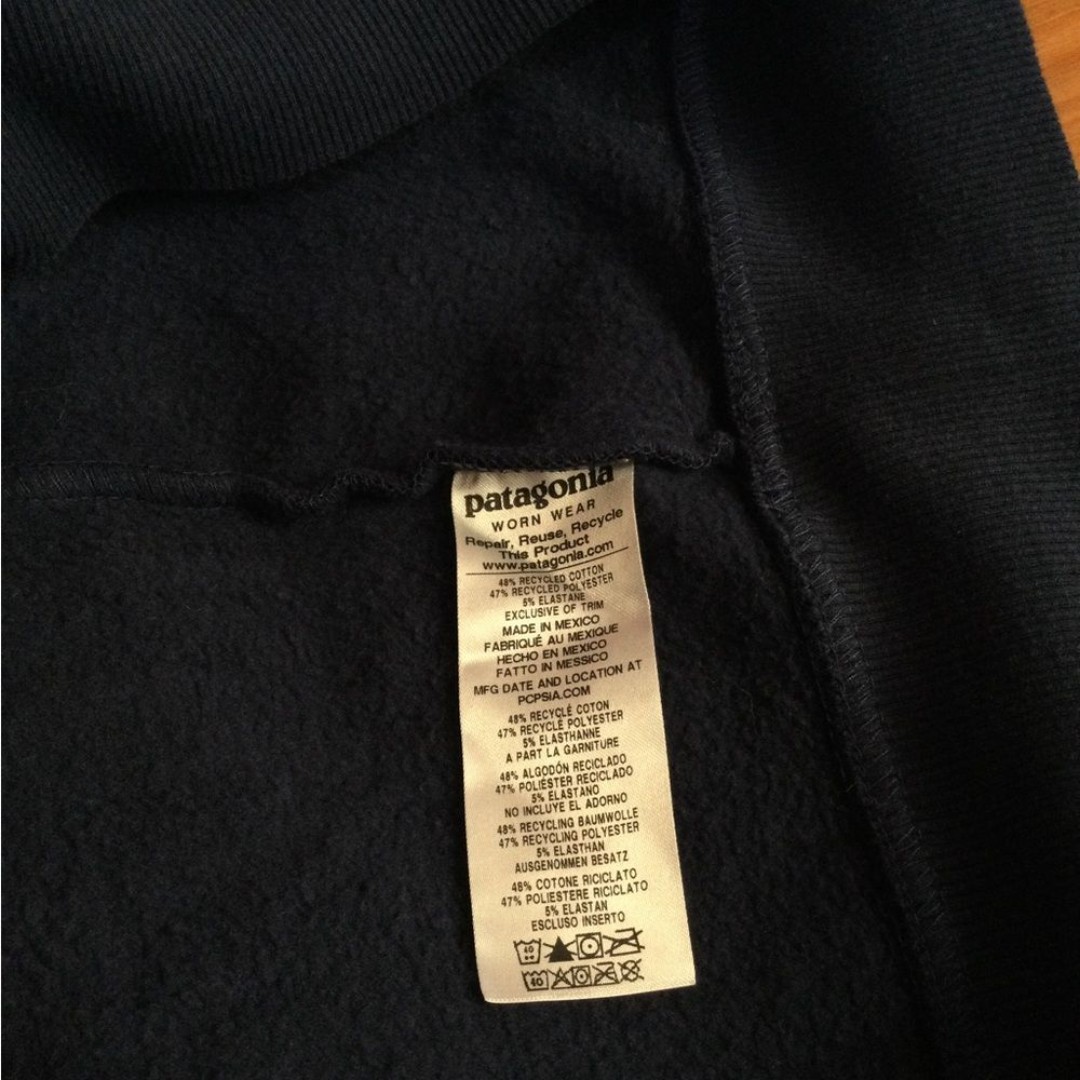 patagonia
WORN WEAR
Repair, Reuse, Recycle
This Product
www.patagonia.com
48% RECYCLED COTTON
47% RECYCLED POLYESTER
5% ELASTANE
EXCLUSIVE OF TRIM
MADE IN MEXICO
FABRIQUÉ AU MEXIQUE
HECHO EN MEXICO
FATTO IN MESSICO
MFG DATE AND LOCATION AT
PCPSIA.COM
48% RECYCLÉ COTON
47% RECYCLÉ POLYESTER
5% ELASTHANNE
A PART LA GARNITURE
48% ALGODÓN RECICLADO
47% POLIÉSTER RECICLADO
5% ELASTANO
NO INCLUYE EL ADORNO
48% RECYCLING BAUMWOLLE
47% RECYCLING POLYESTER
5% ELASTHAN
AUSGENOMMEN BESATZ
48% COTONE RICICLATO
47% POLIESTERE RICICLATO
5% ELASTAN
ESCLUSO INSERTO
40
40